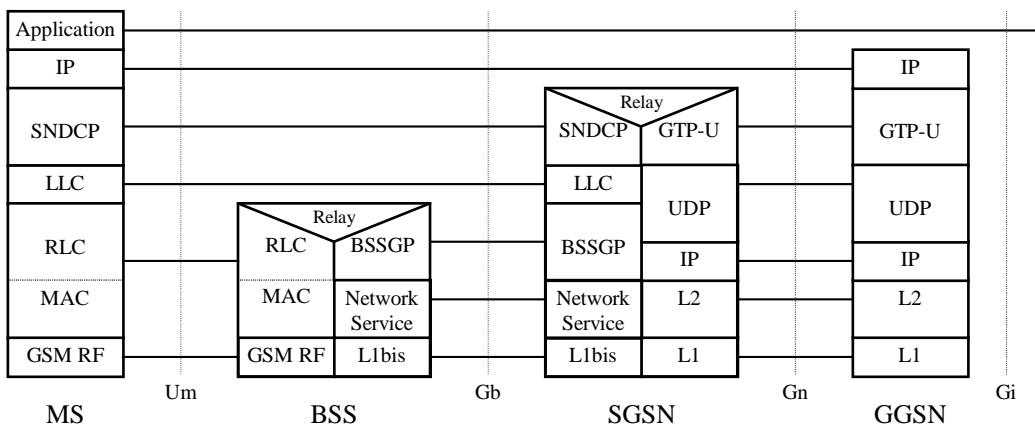 Application
IP
IP
Relay
SNDCP
SNDCP
GTP-U
GTP-U
LLC
LLC
UDP
UDP
Relay
RLC
RLC
BSSGP
BSSGP
IP
IP
MAC
MAC
Network
Service
Network
Service
L2
L2
GSM RF
GSM RF
L1bis
L1bis
L1
L1
Um
Gb
Gn
Gi
MS
BSS
SGSN
GGSN